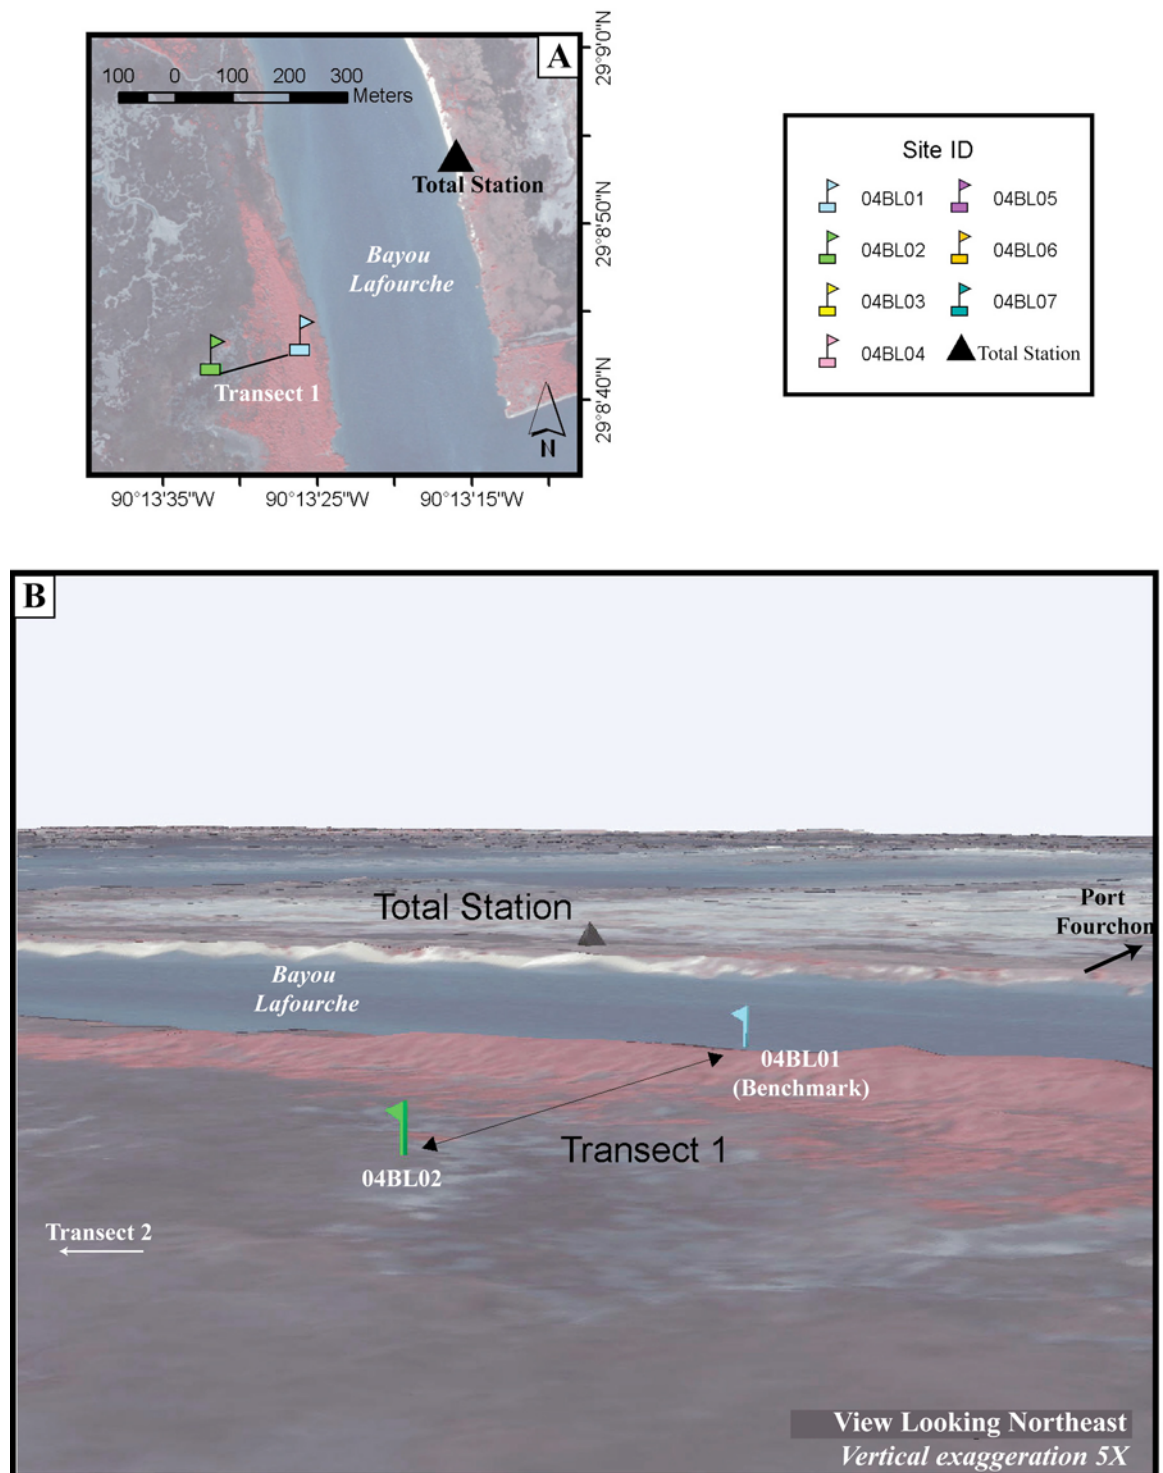 A
100 0 100 200 300
Meters
Total Station
Bayou
Lafourche
Transect 1
N
29°9'0"N
29°8'50"N
29°8'40"N
90°13'35"W 90°13'25"W 90°13'15"W
Site ID
04BL01 04BL05
04BL02 04BL06
04BL03 04BL07
04BL04 Total Station
B
Total Station
Port
Fourchon
Bayou
Lafourche
04BL01
(Benchmark)
Transect 1
04BL02
Transect 2
View Looking Northeast
Vertical exaggeration 5X